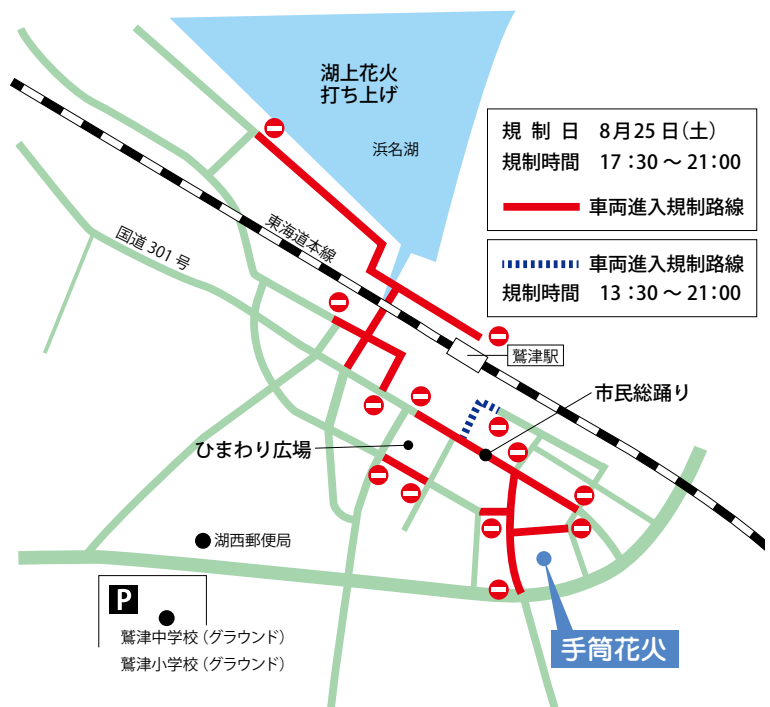 湖上花火
打ち上げ
浜名湖
規制日 8月25日(土)
規制時間 17:30～21:00
車両進入規制路線
車両進入規制路線
規制時間 13:30～21:00
東海道本線
国道301号
鷲津駅
市民総踊り
ひまわり広場
湖西郵便局
P
鷲津中学校(グラウンド)
鷲津小学校(グラウンド)
手筒花火